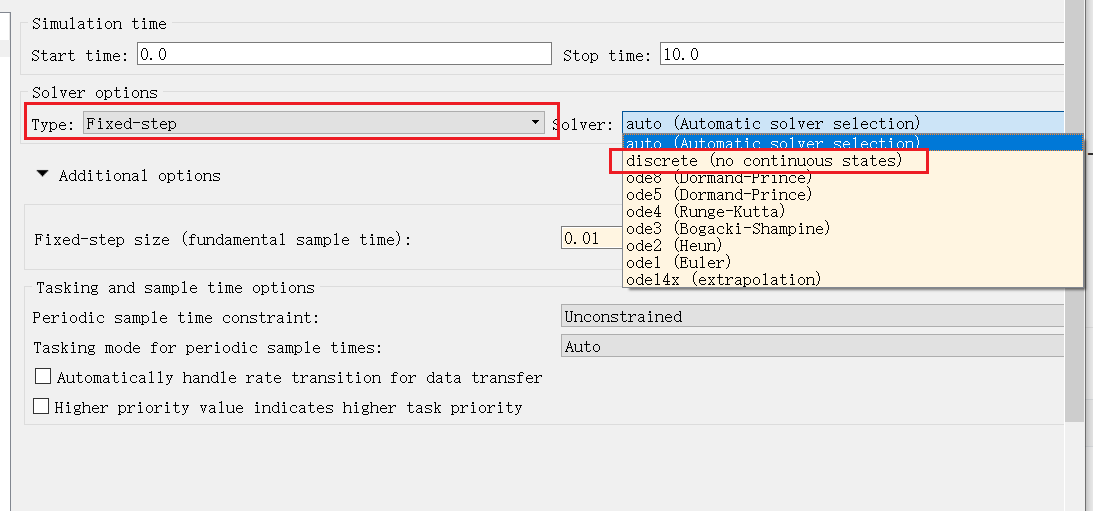 Simulation time
Start time: 0.0 Stop time: 10.0
Solver options
Type: Fixed-step Solver: auto (Automatic solver selection)
auto (Automatic solver selection)
discrete (no continuous states)
ode8 (Dormand-Prince)
ode5 (Dormand-Prince)
ode4 (Runge-Kutta)
ode3 (Bogacki-Shampine)
ode2 (Heun)
ode1 (Euler)
ode14x (extrapolation)
Additional options
Fixed-step size (fundamental sample time): 0.01
Tasking and sample time options
Periodic sample time constraint: Unconstrained
Tasking mode for periodic sample times: Auto
Automatically handle rate transition for data transfer
Higher priority value indicates higher task priority